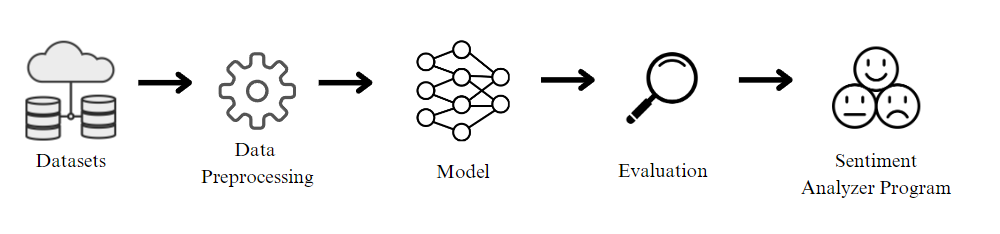 Datasets
Data
Preprocessing
Model
Evaluation
Sentiment
Analyzer Program